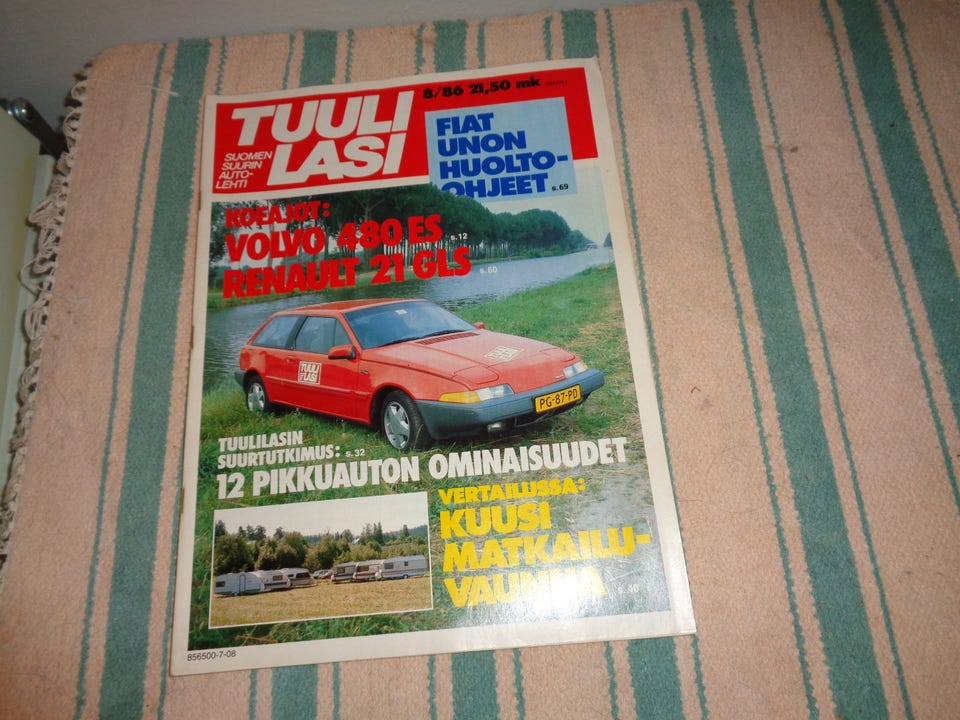 TUULI
LASI
SUOMEN
SUURIN
AUTO-
LEHTI
8/86 21,50 mk
FIAT
UNON
HUOLTO-
OHJEET s.69
KOEAJOT:
VOLVO 480 ES s.12
RENAULT 21 GLS s.60
TUULI
LASI
TUULI
LASI
PG-87-PD
TUULILASIN
SUURTUTKIMUS: s.32
12 PIKKUAUTON OMINAISUUDET
VERTAILUSSA:
KUUSI
MATKAILU-
VAUNUA s.40
856500-7-08